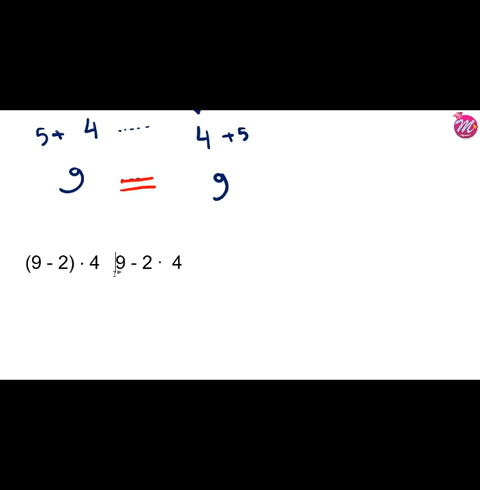 5+ 4 ..... 4 +5
9 = 9
(9 - 2) · 4 9 - 2 · 4
M